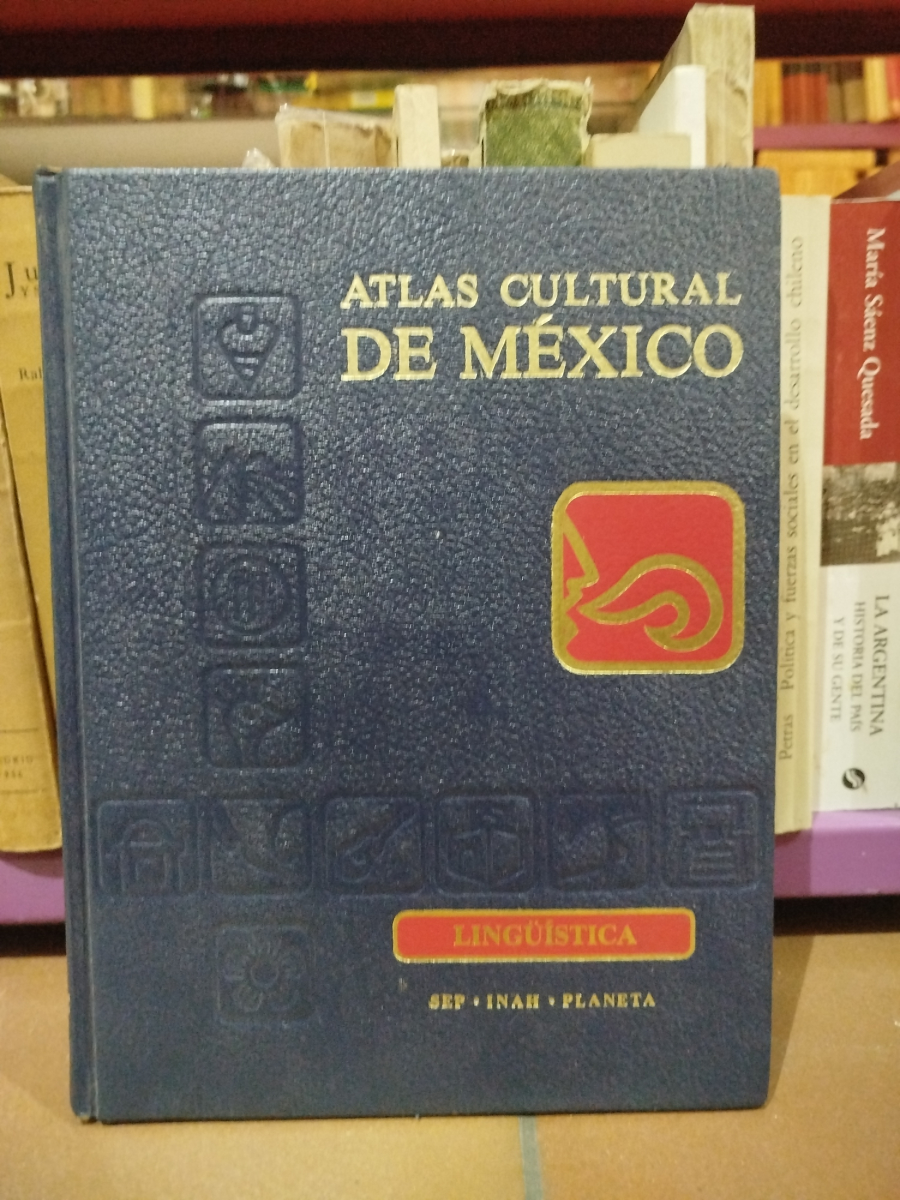 ATLAS CULTURAL
DE MÉXICO
LINGÜÍSTICA
SEP • INAH • PLANETA
Petras Política y fuerzas sociales en el desarrollo chileno
María Sáenz Quesada
LA ARGENTINA
HISTORIA DEL PAÍS
Y DE SU GENTE